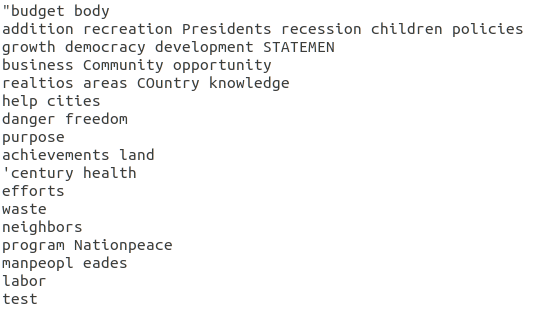 "budget body
addition recreation Presidents recession children policies
growth democracy development STATEMEN
business Community opportunity
realtios areas COuntry knowledge
help cities
danger freedom
purpose
achievements land
'century health
efforts
waste
neighbors
program Nationpeace
manpeopl eades
labor
test